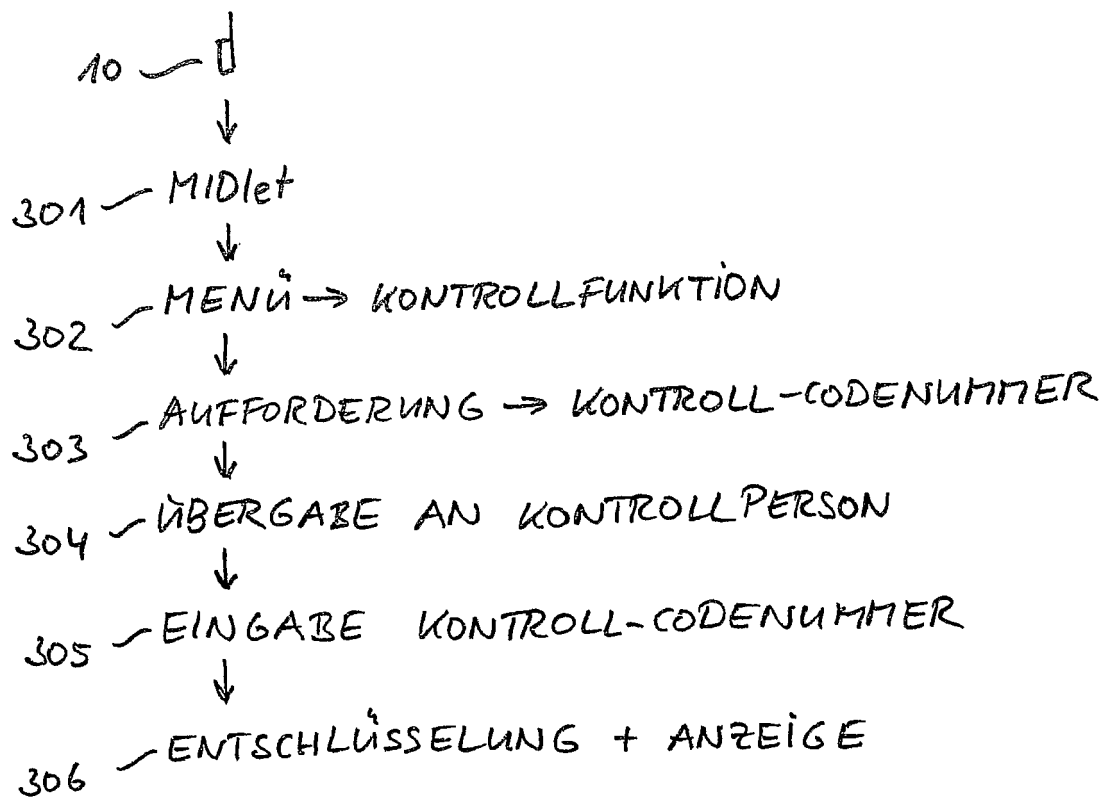 10
301 MIDlet
302 MENÜ → KONTROLLFUNKTION
303 AUFFORDERUNG → KONTROLL-CODENUMMER
304 ÜBERGABE AN KONTROLLPERSON
305 EINGABE KONTROLL-CODENUMMER
306 ENTSCHLÜSSELUNG + ANZEIGE